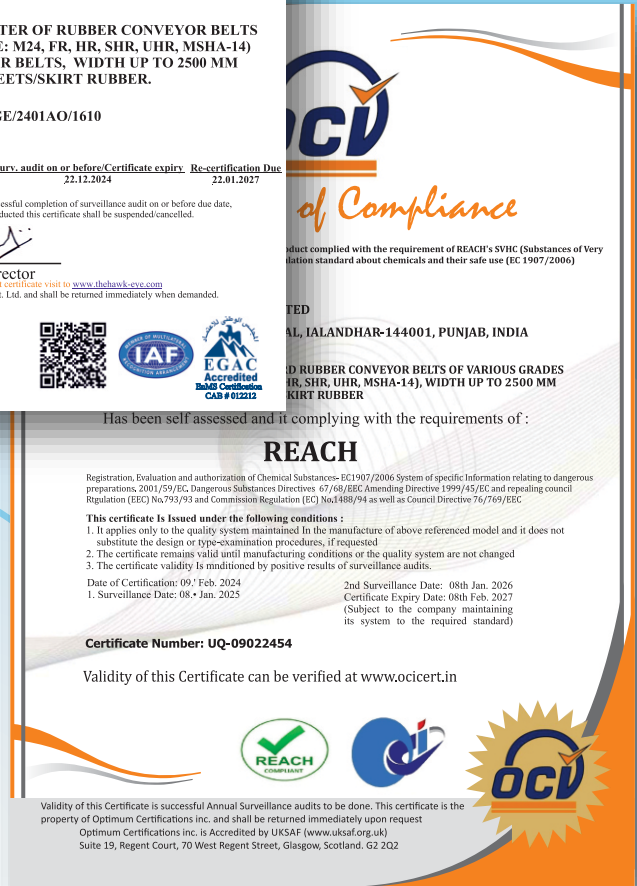 TER OF RUBBER CONVEYOR BELTS
E: M24, FR, HR, SHR, UHR, MSHA-14)
R BELTS, WIDTH UP TO 2500 MM
EETS/SKIRT RUBBER.
GE/2401AO/1610
urv. audit on or before/Certificate expiry Re-certification Due
22.12.2024 22.01.2027
essful completion of surveillance audit on or before due date,
ducted this certificate shall be suspended/cancelled.
rector
t certificate visit to www.thehawk-eye.com
t. Ltd. and shall be returned immediately when demanded.
MEMBER OF MULTILATERAL
IAF
RECOGNITION ARRANGEMENT
EGAC
Accredited
EnMS Certification
CAB # 012212
OCV
of Compliance
oduct complied with the requirement of REACH's SVHC (Substances of Very
ulation standard about chemicals and their safe use (EC 1907/2006)
TED
AL, IALANDHAR-144001, PUNJAB, INDIA
RD RUBBER CONVEYOR BELTS OF VARIOUS GRADES
HR, SHR, UHR, MSHA-14), WIDTH UP TO 2500 MM
KIRT RUBBER
Has been self assessed and it complying with the requirements of :
REACH
Registration, Evaluation and authorization of Chemical Substances- EC1907/2006 System of specific Information relating to dangerous
preparations, 2001/59/EC, Dangerous Substances Directives 67/68/EEC Amending Directive 1999/45/EC and repealing council
Rtgulation (EEC) No,793/93 and Commission Regulation (EC) No,1488/94 as well as Council Directive 76/769/EEC
This certificate Is Issued under the following conditions :
1. It applies only to the quality system maintained In the manufacture of above referenced model and it does not
substitute the design or type-examination procedures, if requested
2. The certificate remains valid until manufacturing conditions or the quality system are not changed
3. The certificate validity Is mnditioned by positive results of surveillance audits.
Date of Certification: 09.' Feb. 2024
1. Surveillance Date: 08.• Jan. 2025
2nd Surveillance Date: 08th Jan. 2026
Certificate Expiry Date: 08th Feb. 2027
(Subject to the company maintaining
its system to the required standard)
Certificate Number: UQ-09022454
Validity of this Certificate can be verified at www.ocicert.in
REACH
COMPLIANT
OCV
Validity of this Certificate is successful Annual Surveillance audits to be done. This certificate is the
property of Optimum Certifications inc. and shall be returned immediately upon request
Optimum Certifications inc. is Accredited by UKSAF (www.uksaf.org.uk)
Suite 19, Regent Court, 70 West Regent Street, Glasgow, Scotland. G2 2Q2